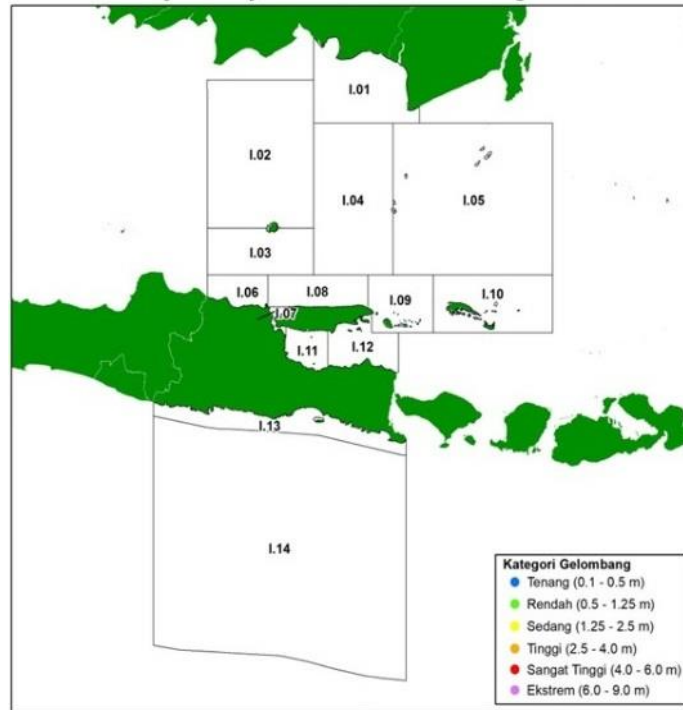 I.01
I.02
I.04
I.05
I.03
I.06
I.08
I.09
I.10
I.07
I.11
I.12
I.13
I.14
Kategori Gelombang
Tenang (0.1 - 0.5 m)
Rendah (0.5 - 1.25 m)
Sedang (1.25 - 2.5 m)
Tinggi (2.5 - 4.0 m)
Sangat Tinggi (4.0 - 6.0 m)
Ekstrem (6.0 - 9.0 m)